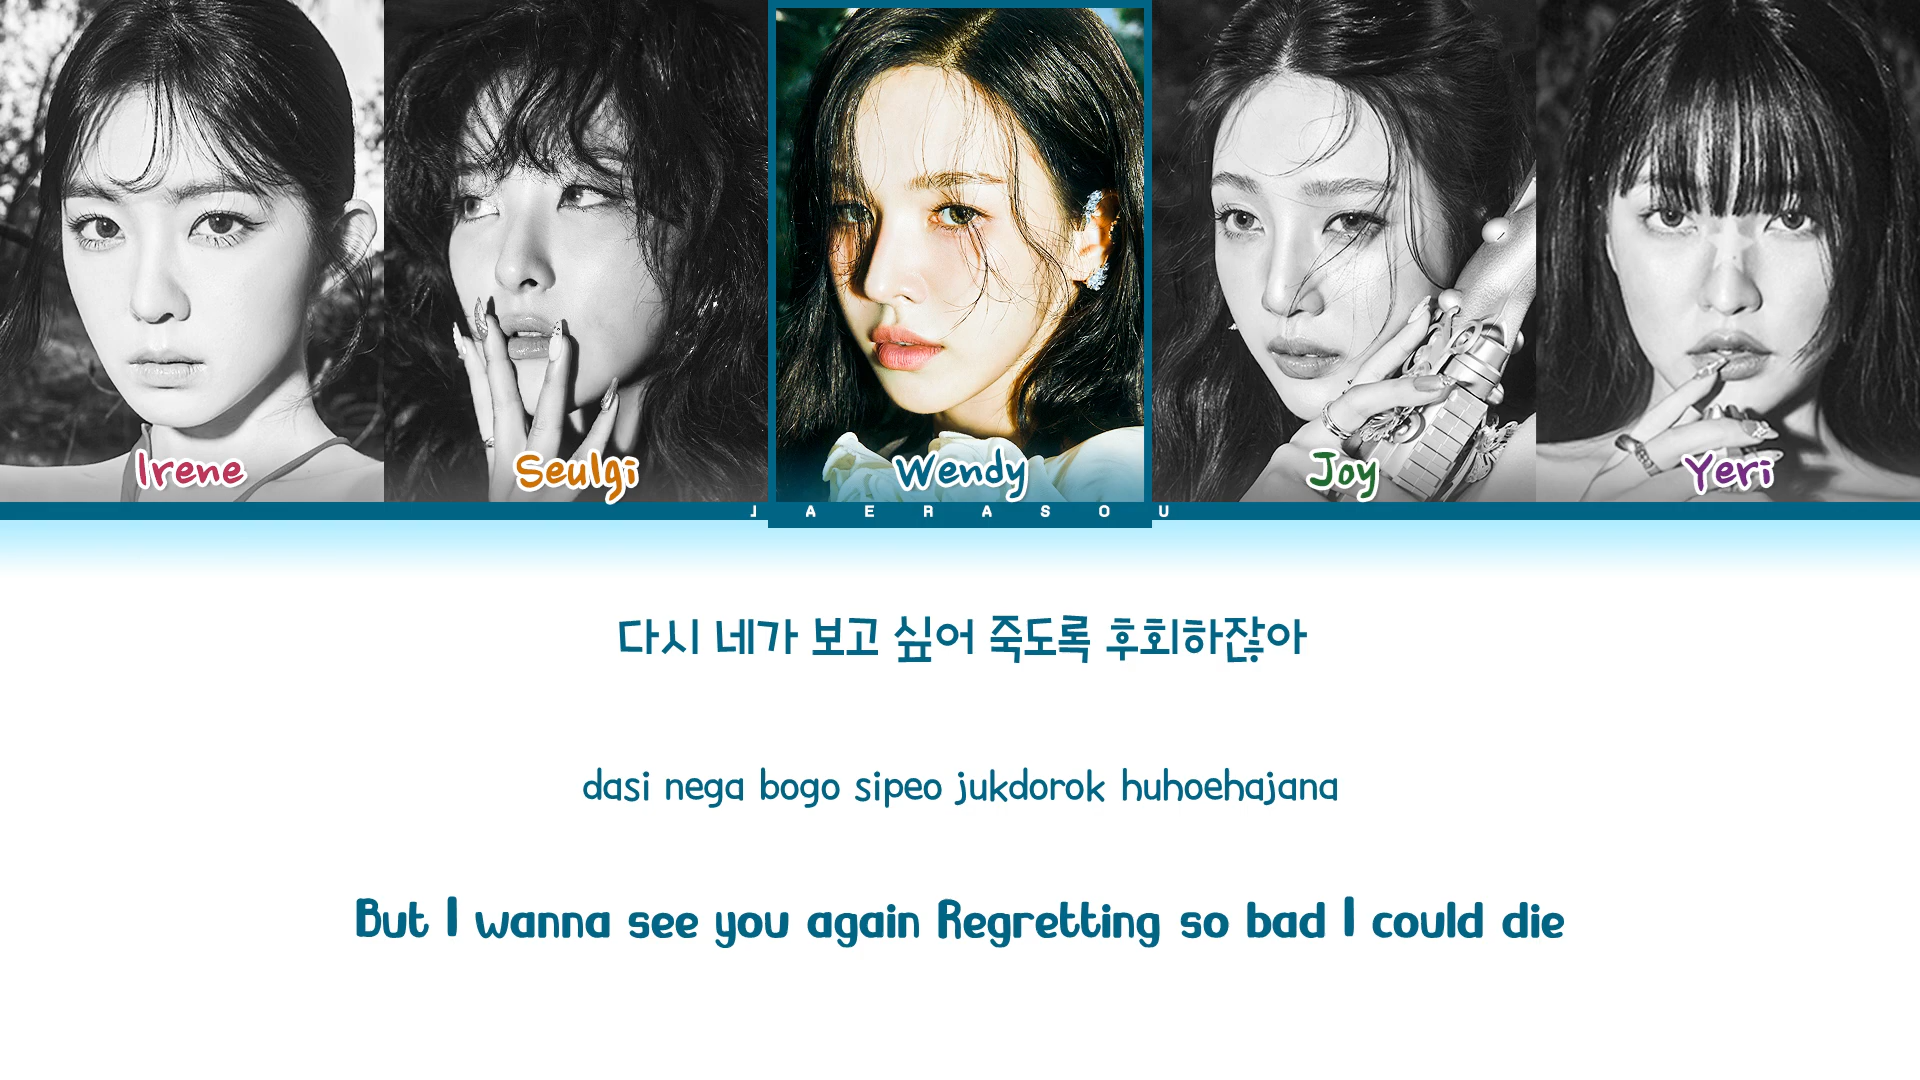 Irene
Seulgi
Wendy
Joy
Yeri
JAERASOU
다시 네가 보고 싶어 죽도록 후회하잖아
dasi nega bogo sipeo jukdorok huhoehajana
But I wanna see you again Regretting so bad I could die